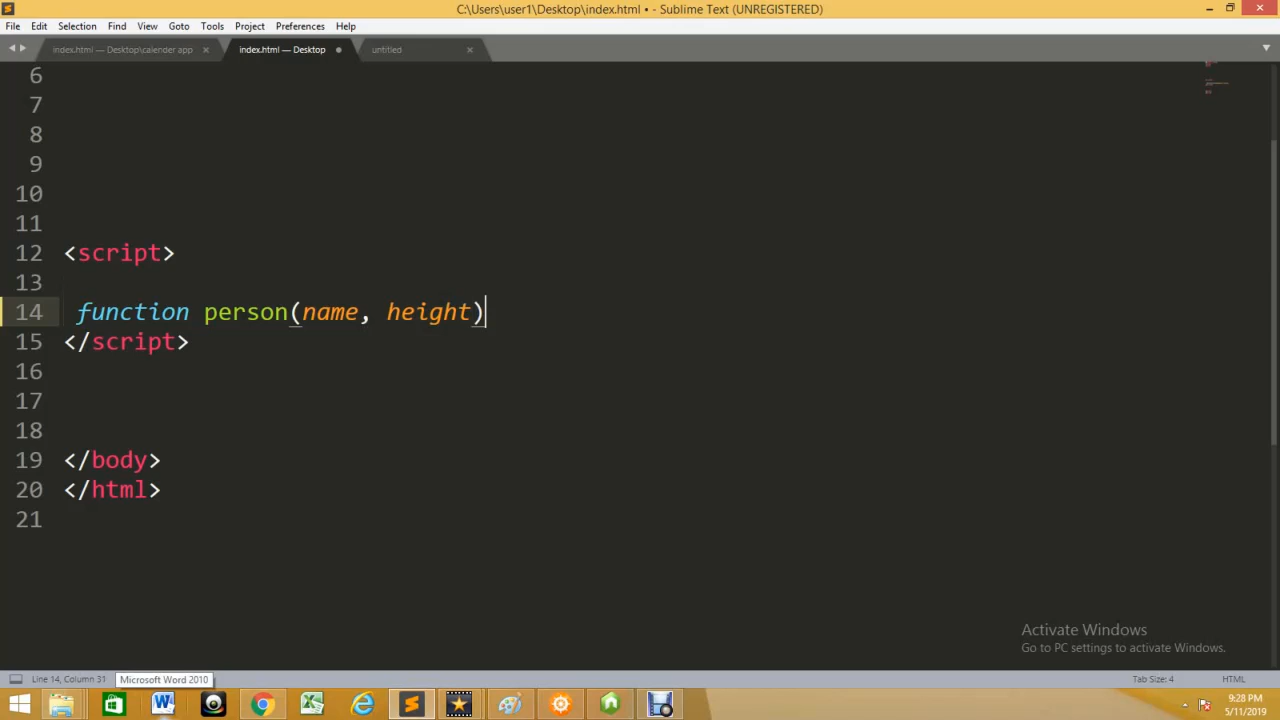 C:\Users\user1\Desktop\index.html • - Sublime Text (UNREGISTERED)
File Edit Selection Find View Goto Tools Project Preferences Help
index.html — Desktop\calender app index.html — Desktop untitled
6
7
8
9
10
11
12 <script>
13
14 function person(name, height)
15 </script>
16
17
18
19 </body>
20 </html>
21
Activate Windows
Go to PC settings to activate Windows.
Line 14, Column 31 Microsoft Word 2010 Tab Size: 4 HTML
9:28 PM
5/11/2019